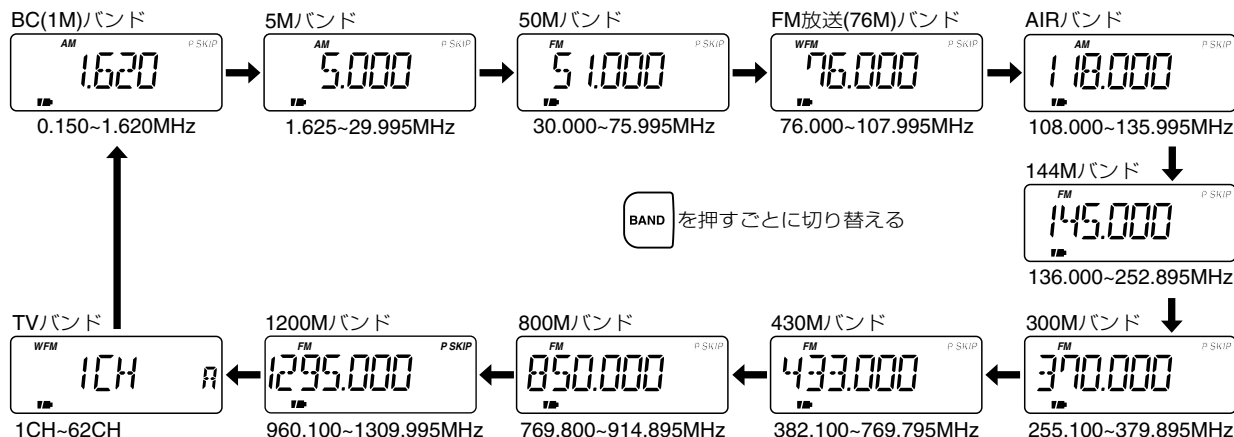 BC(1M)バンド
AM P SKIP
1.620
0.150~1.620MHz
5Mバンド
AM P SKIP
5.000
1.625~29.995MHz
50Mバンド
FM P SKIP
51.000
30.000~75.995MHz
FM放送(76M)バンド
WFM P SKIP
76.000
76.000~107.995MHz
AIRバンド
AM P SKIP
118.000
108.000~135.995MHz
144Mバンド
FM P SKIP
145.000
136.000~252.895MHz
BAND を押すごとに切り替える
300Mバンド
FM P SKIP
370.000
255.100~379.895MHz
430Mバンド
FM P SKIP
433.000
382.100~769.795MHz
800Mバンド
FM P SKIP
850.000
769.800~914.895MHz
1200Mバンド
FM P SKIP
1295.000
960.100~1309.995MHz
TVバンド
WFM
1CH A
1CH~62CH